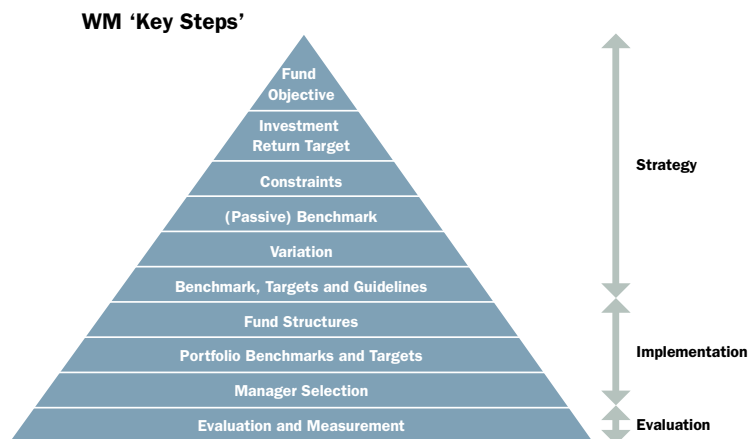 WM ‘Key Steps’
Fund
Objective
Investment
Return Target
Constraints
(Passive) Benchmark
Variation
Benchmark, Targets and Guidelines
Fund Structures
Portfolio Benchmarks and Targets
Manager Selection
Evaluation and Measurement
Strategy
Implementation
Evaluation